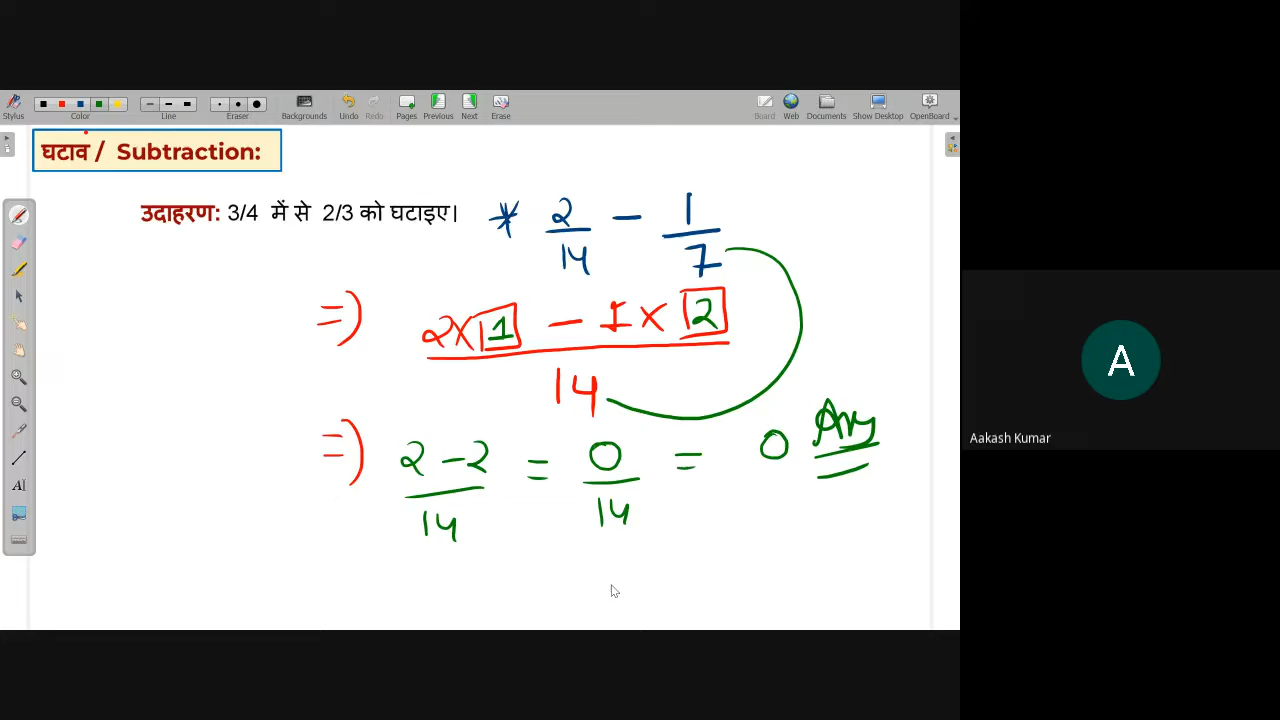 Stylus Color Line Eraser Backgrounds Undo Redo Pages Previous Next Erase Board Web Documents Show Desktop OpenBoard
घटाव / Subtraction:
उदाहरण: 3/4 में से 2/3 को घटाइए। * 2/14 - 1/7
=> 2x 1 - 1x 2 / 14
=> 2-2/14 = 0/14 = 0 Ans
A
Aakash Kumar